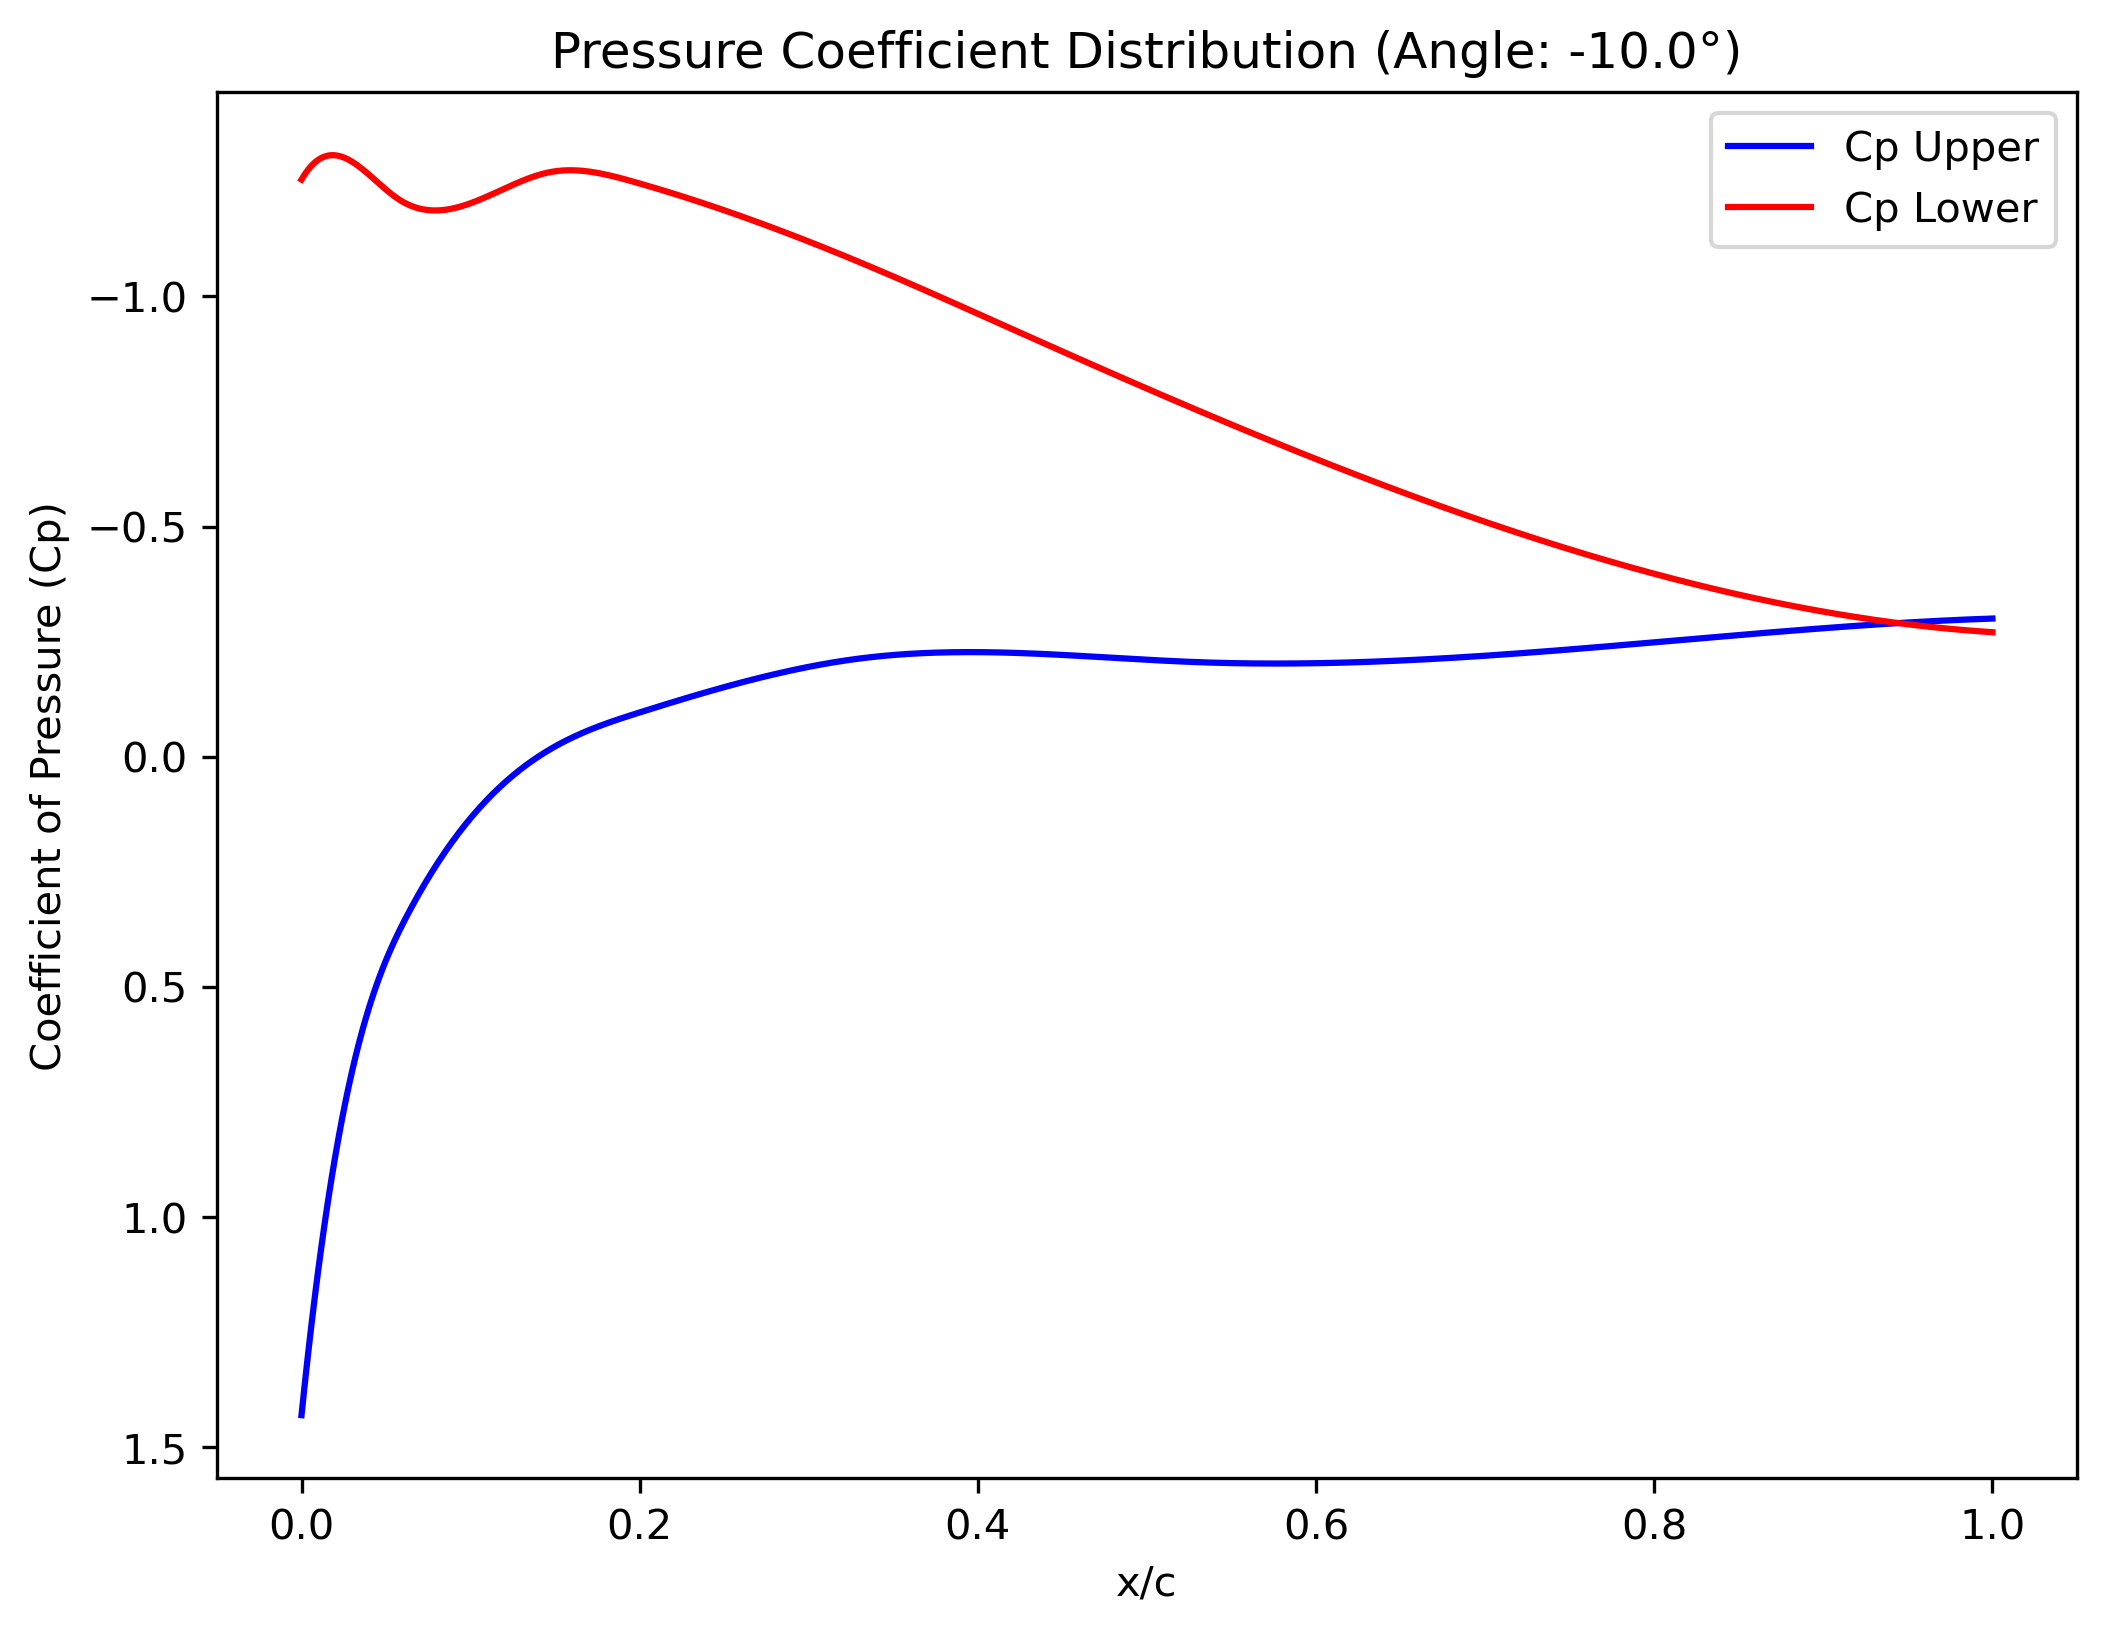 Pressure Coefficient Distribution (Angle: -10.0°)
Cp Upper
Cp Lower
Coefficient of Pressure (Cp)
−1.0
−0.5
0.0
0.5
1.0
1.5
0.0 0.2 0.4 0.6 0.8 1.0
x/c